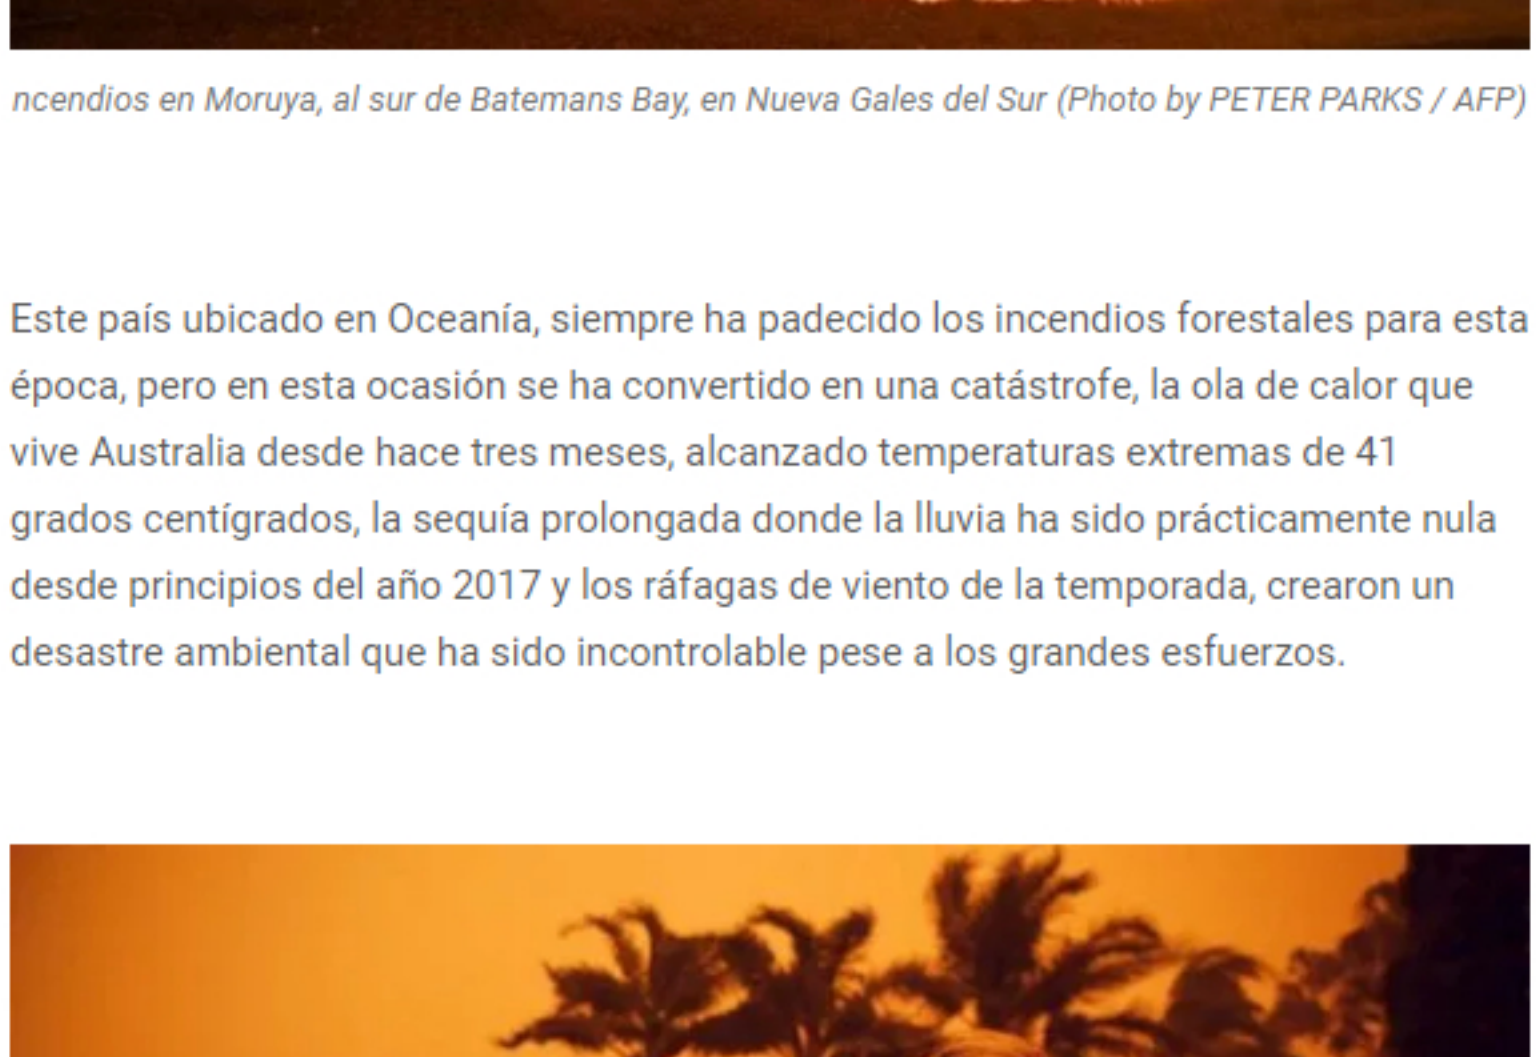 ncendios en Moruya, al sur de Batemans Bay, en Nueva Gales del Sur (Photo by PETER PARKS / AFP)
Este país ubicado en Oceanía, siempre ha padecido los incendios forestales para esta
época, pero en esta ocasión se ha convertido en una catástrofe, la ola de calor que
vive Australia desde hace tres meses, alcanzado temperaturas extremas de 41
grados centígrados, la sequía prolongada donde la lluvia ha sido prácticamente nula
desde principios del año 2017 y los ráfagas de viento de la temporada, crearon un
desastre ambiental que ha sido incontrolable pese a los grandes esfuerzos.